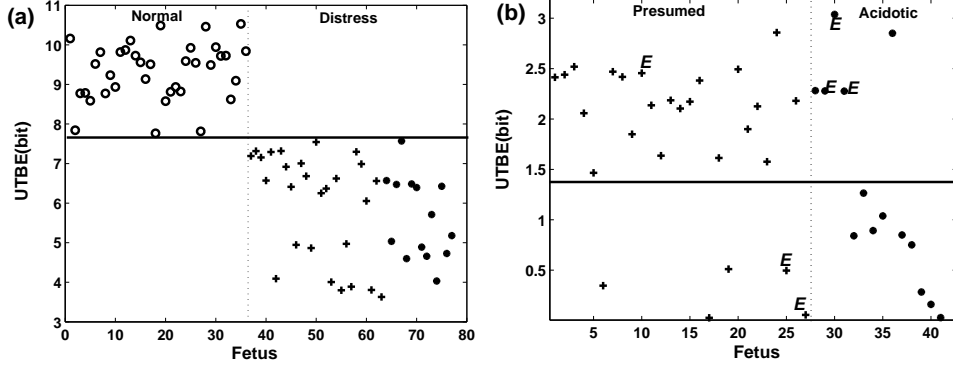 (a)
Normal
Distress
UTBE(bit)
11
10
9
8
7
6
5
4
3
0 10 20 30 40 50 60 70 80
Fetus
(b)
Presumed
Acidotic
UTBE(bit)
3
2.5
2
1.5
1
0.5
E
E
E
E
E
E
5 10 15 20 25 30 35 40
Fetus